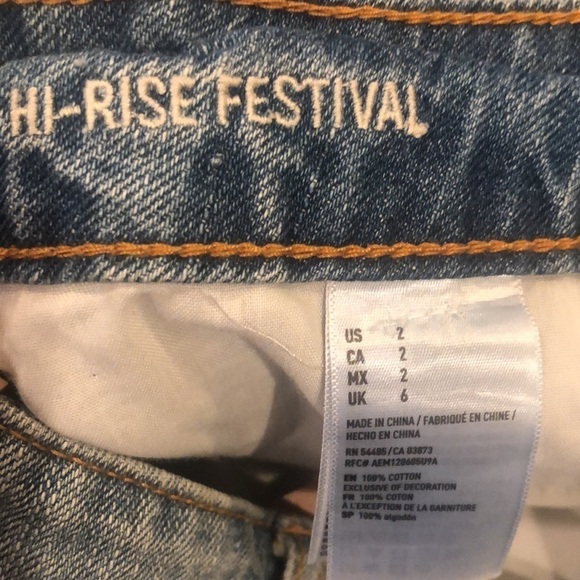 HI-RISE FESTIVAL
US 2
CA 2
MX 2
UK 6
MADE IN CHINA / FABRIQUÉ EN CHINE /
HECHO EN CHINA
RN 54485/CA 03873
RFC# AEM120605U9A
EN 100% COTTON
EXCLUSIVE OF DECORATION
FR 100% COTON
À L'EXCEPTION DE LA GARNITURE
SP 100% algodón